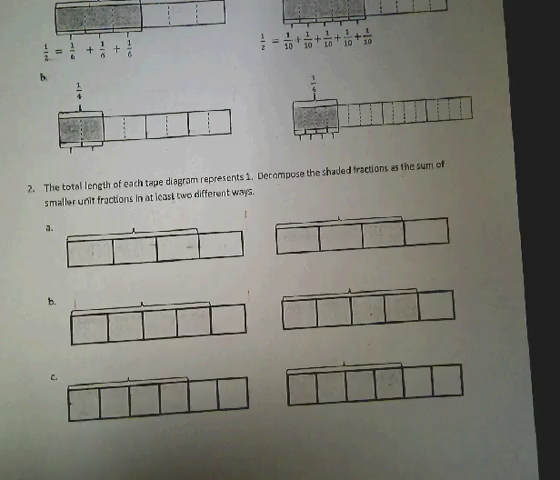 1/2 = 1/6 + 1/6 + 1/6
1/2 = 1/10 + 1/10 + 1/10 + 1/10 + 1/10
b.
1/4
1/4
2. The total length of each tape diagram represents 1. Decompose the shaded fractions as the sum of
smaller unit fractions in at least two different ways.
a.
b.
c.